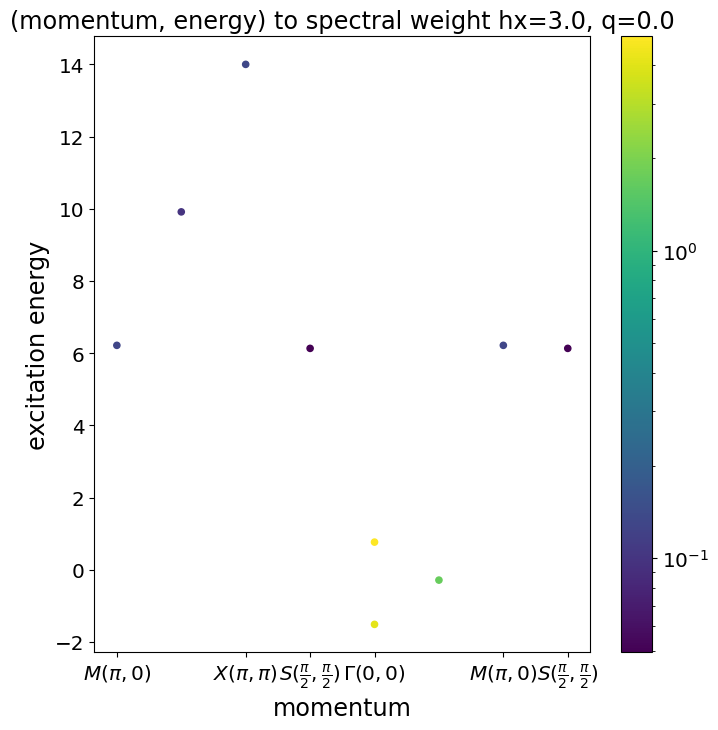 (momentum, energy) to spectral weight hx=3.0, q=0.0
excitation energy
14
12
10
8
6
4
2
0
−2
10⁰
10⁻¹
M(π, 0) X(π, π) S(π/2, π/2) Γ(0, 0) M(π, 0) S(π/2, π/2)
momentum